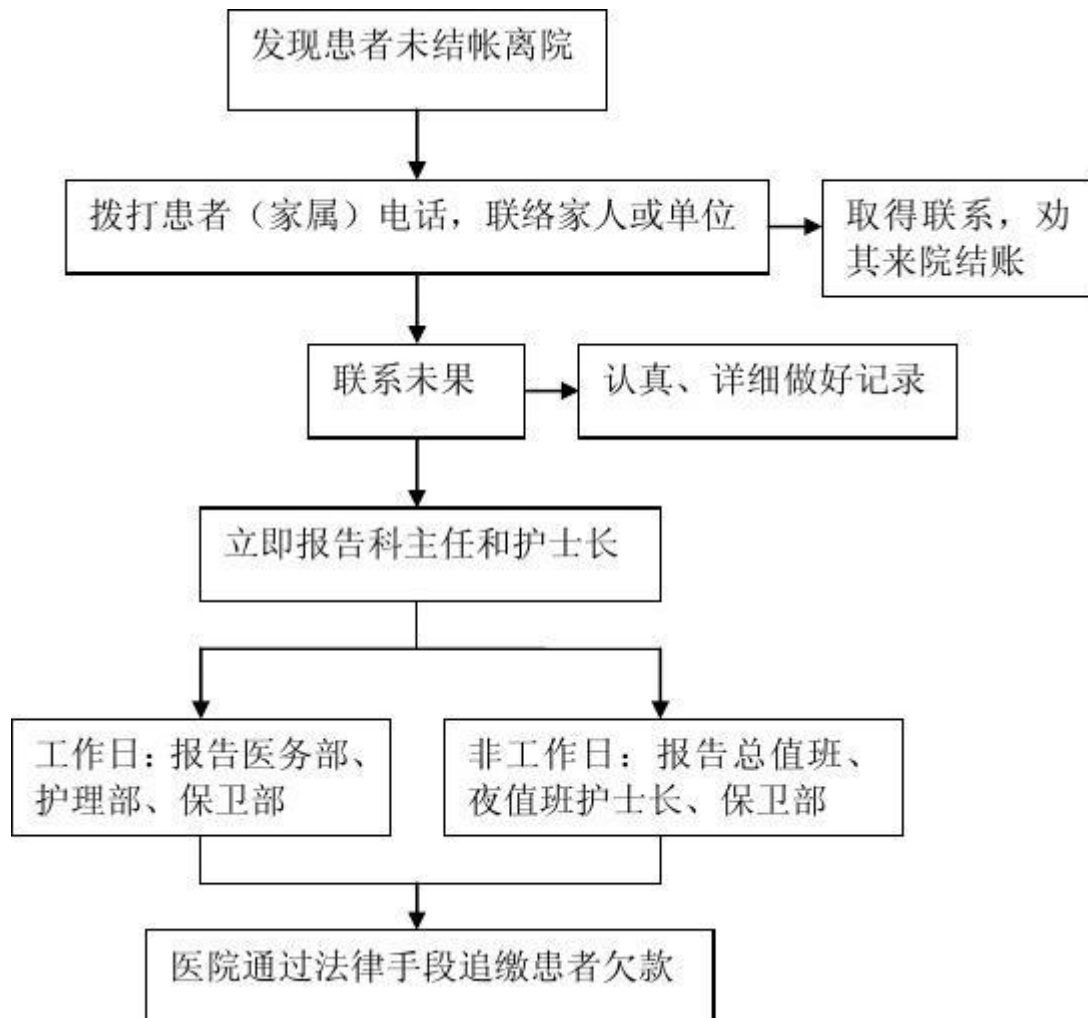 发现患者未结帐离院
拨打患者（家属）电话，联络家人或单位
取得联系，劝
其来院结账
联系未果
认真、详细做好记录
立即报告科主任和护士长
工作日：报告医务部、
护理部、保卫部
非工作日：报告总值班、
夜值班护士长、保卫部
医院通过法律手段追缴患者欠款